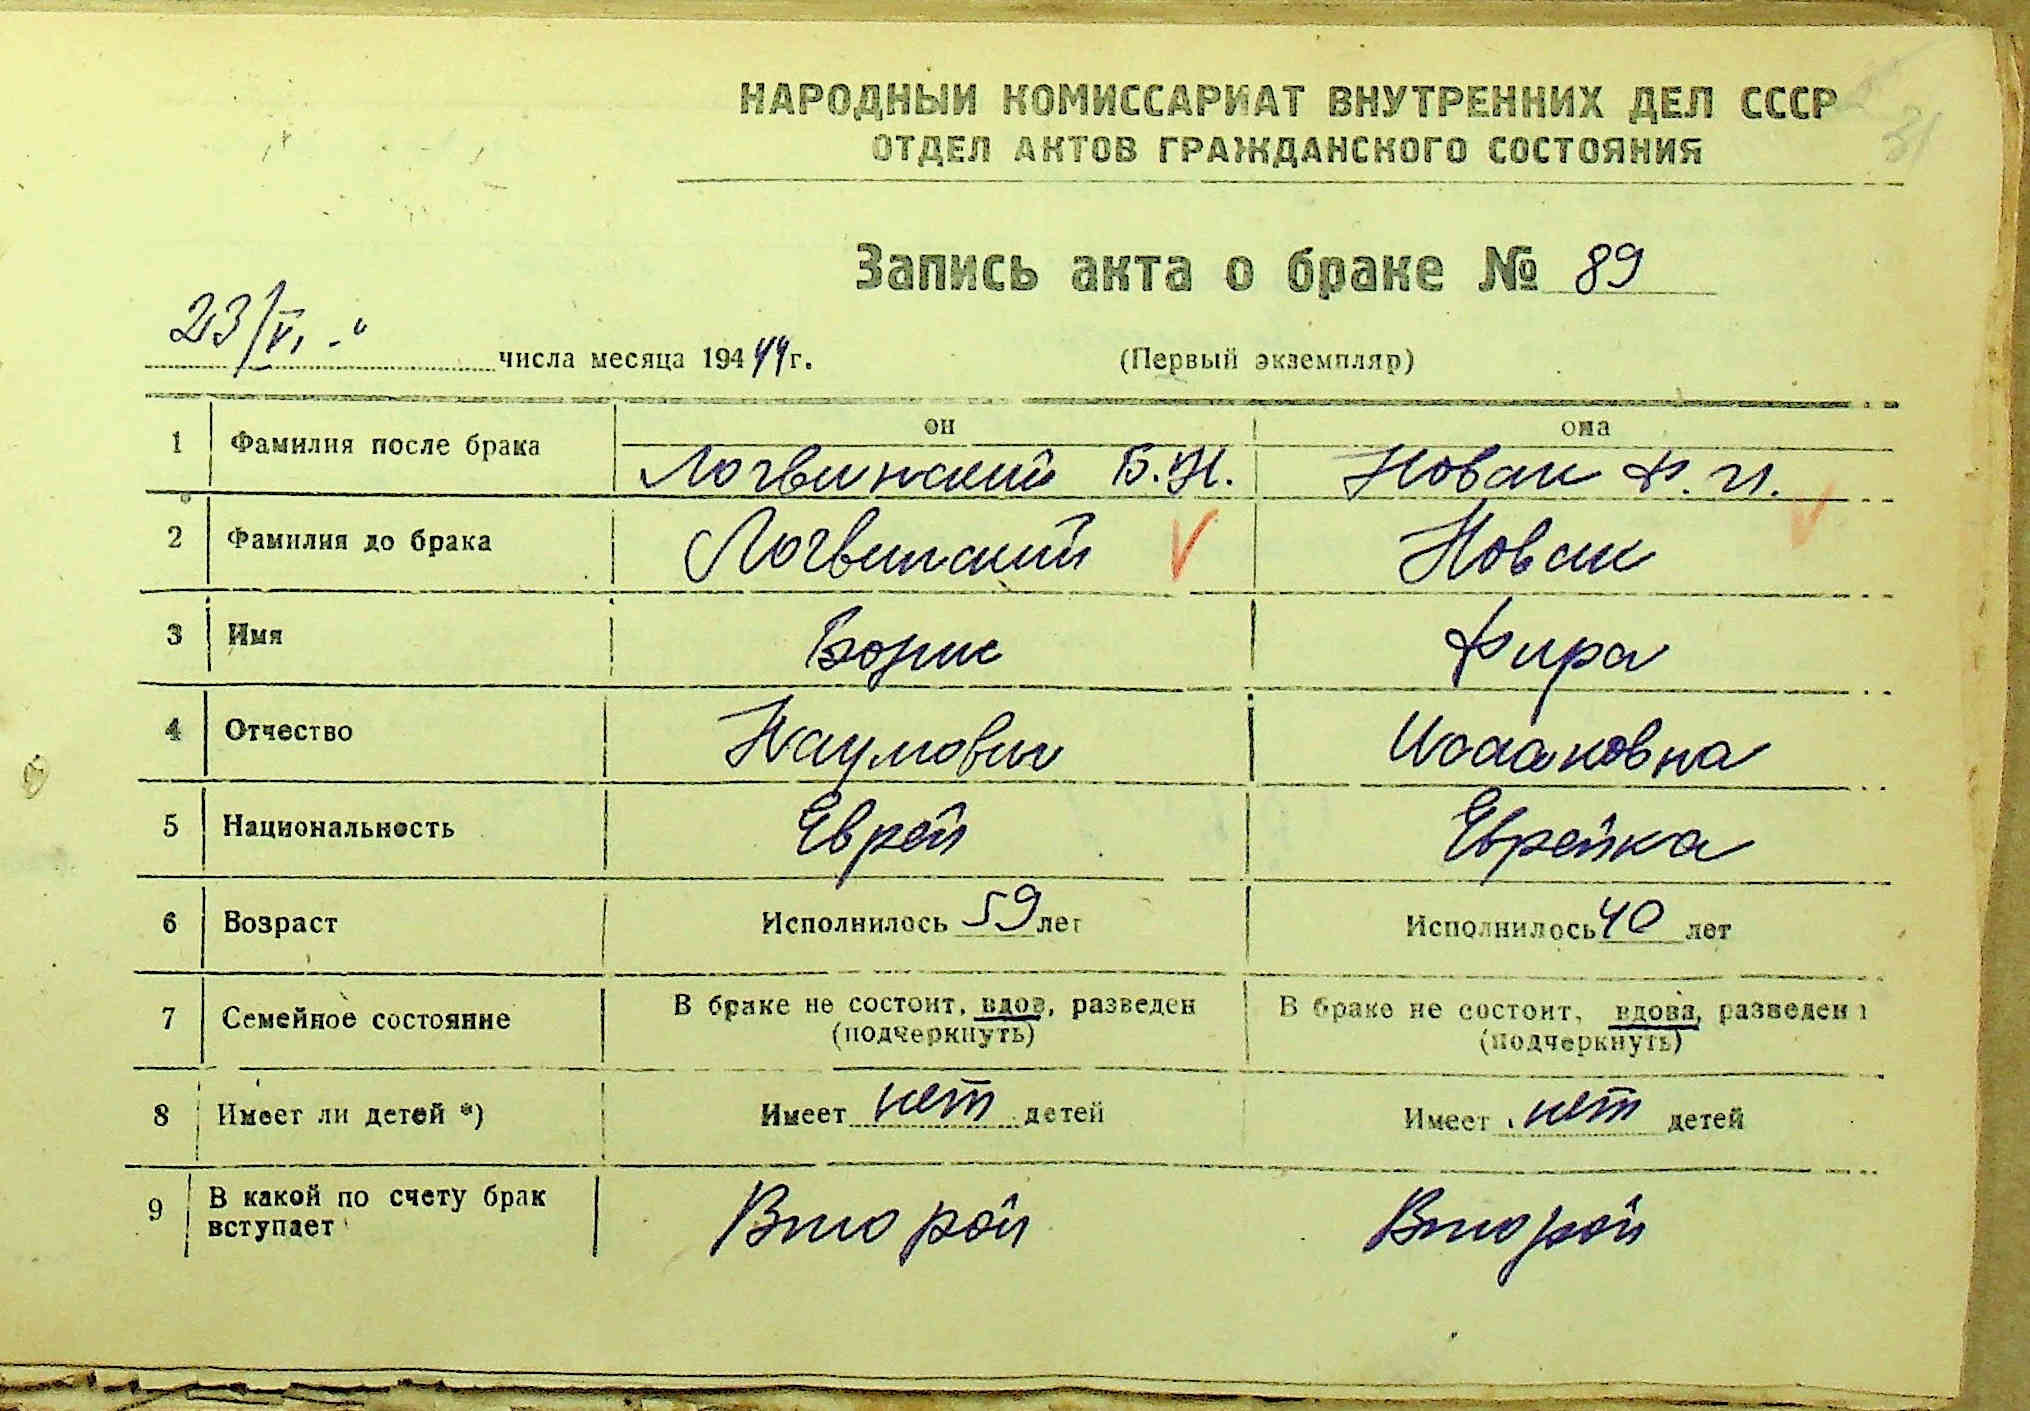 НАРОДНЫЙ КОМИССАРИАТ ВНУТРЕННИХ ДЕЛ СССР
31
ОТДЕЛ АКТОВ ГРАЖДАНСКОГО СОСТОЯНИЯ
Запись акта о браке № 89
23/VI числа месяца 194 44 г. (Первый экземпляр)
он она
1 Фамилия после брака Логвинский Б.Н. Новак Ф.И.
2 Фамилия до брака Логвинский Новак
3 Имя Борис Фира
4 Отчество Наумович Исааковна
5 Национальность Еврей Еврейка
6 Возраст Исполнилось 59 лет Исполнилось 40 лет
7 Семейное состояние В браке не состоит, вдов, разведен В браке не состоит, вдова, разведена
(подчеркнуть) (подчеркнуть)
8 Имеет ли детей *) Имеет нет детей Имеет нет детей
9 В какой по счету брак вступает Второй Второй